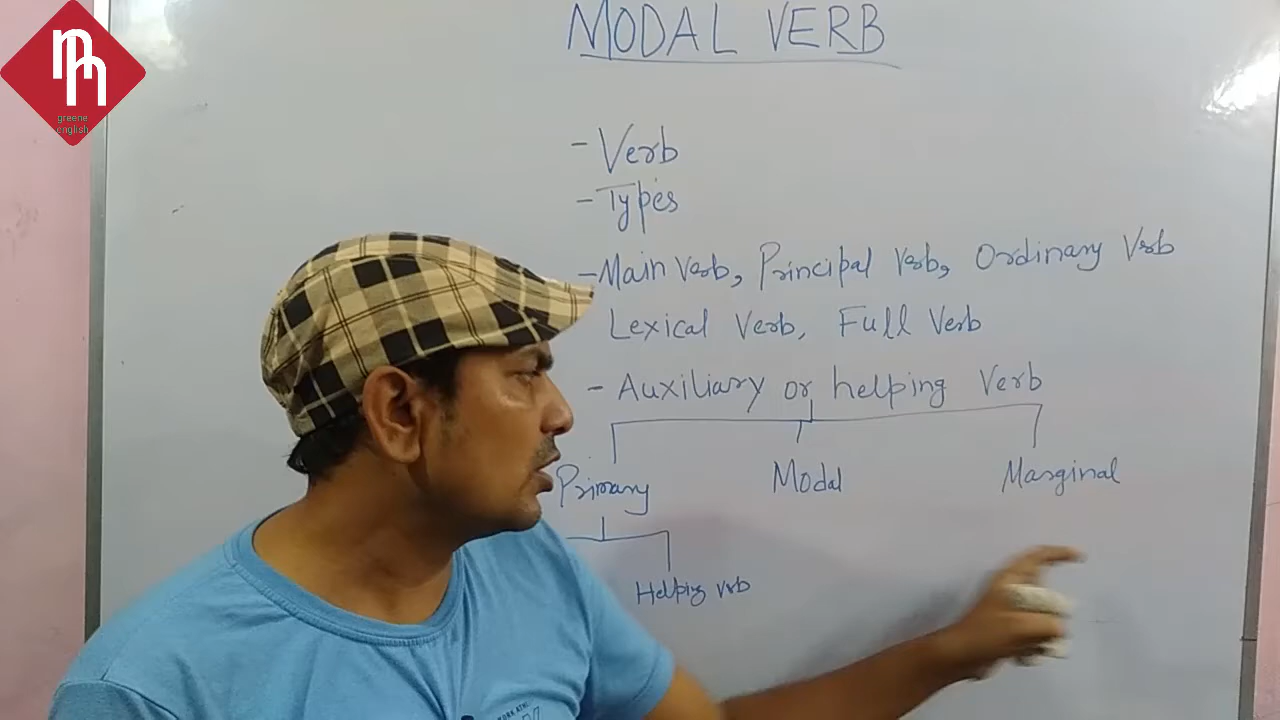 greene
english
MODAL VERB
- Verb
- Types
- Main Verb, Principal Verb, Ordinary Verb
Lexical Verb, Full Verb
- Auxiliary or helping Verb
Primary Modal Marginal
Helping verb